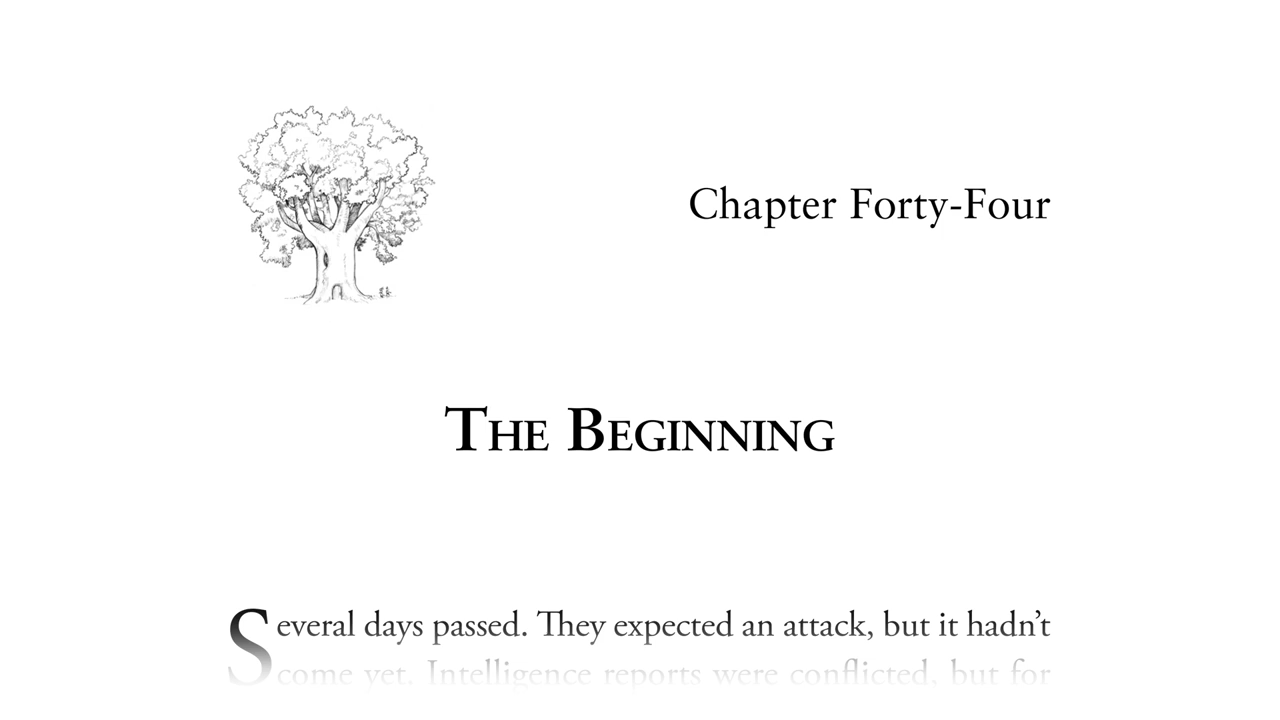 Chapter Forty-Four
The Beginning
Several days passed. They expected an attack, but it hadn’t
come yet. Intelligence reports were conflicted, but for